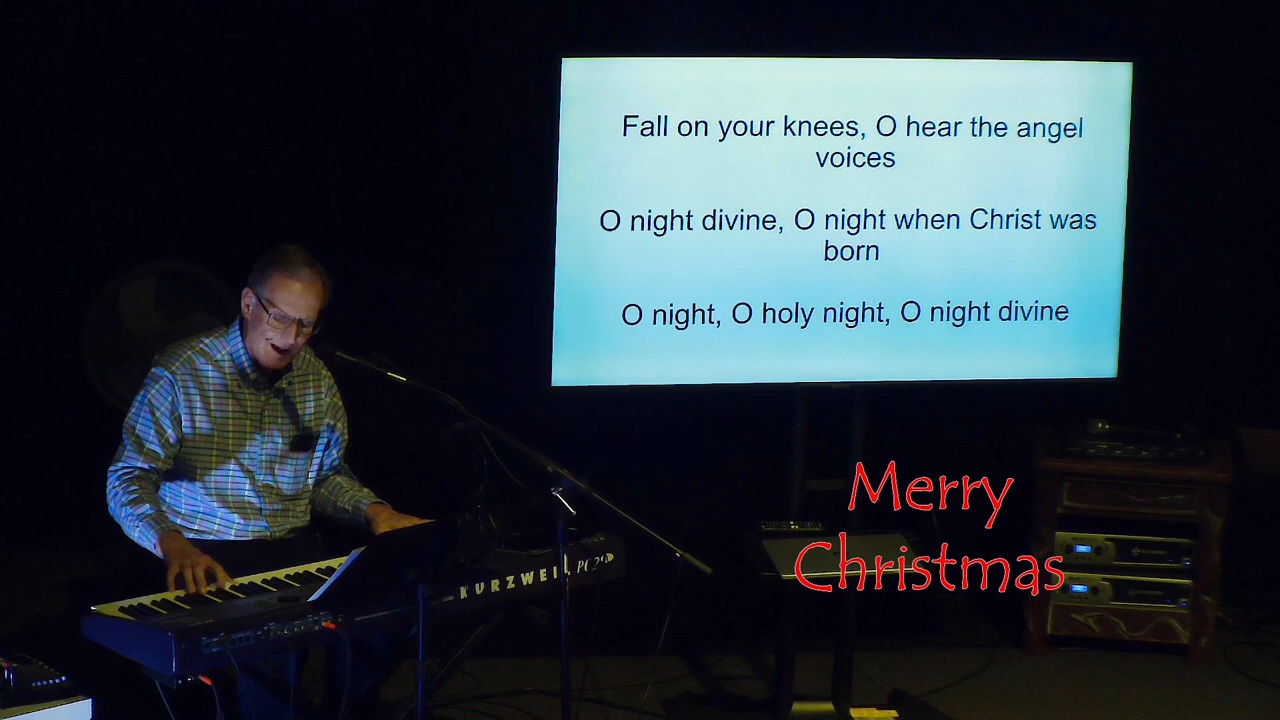 Fall on your knees, O hear the angel
voices
O night divine, O night when Christ was
born
O night, O holy night, O night divine
Merry
Christmas
KURZWEIL PC2